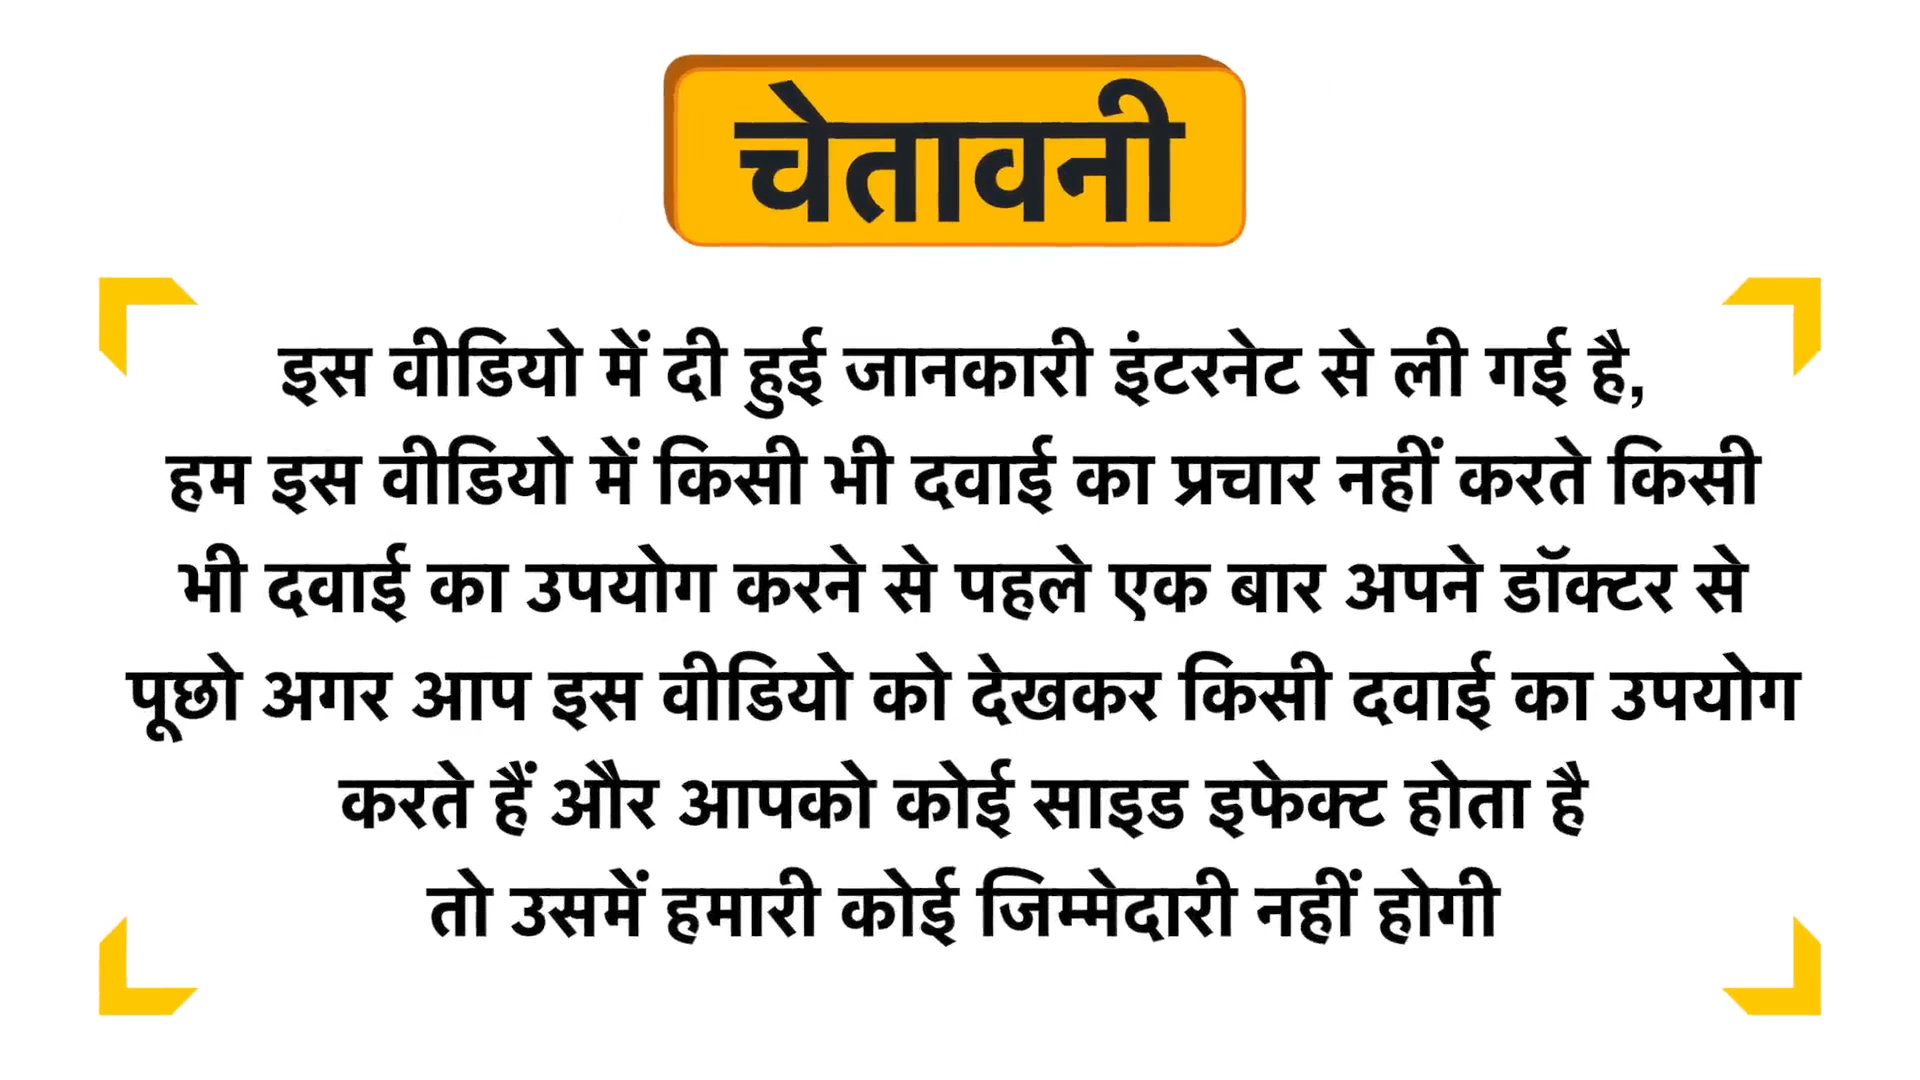 चेतावनी
इस वीडियो में दी हुई जानकारी इंटरनेट से ली गई है,
हम इस वीडियो में किसी भी दवाई का प्रचार नहीं करते किसी
भी दवाई का उपयोग करने से पहले एक बार अपने डॉक्टर से
पूछो अगर आप इस वीडियो को देखकर किसी दवाई का उपयोग
करते हैं और आपको कोई साइड इफेक्ट होता है
तो उसमें हमारी कोई जिम्मेदारी नहीं होगी